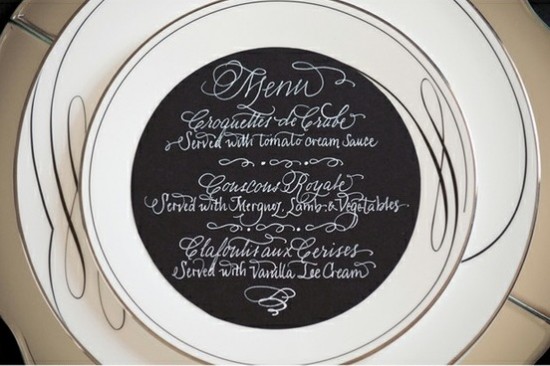 Menu
Croquettes de Crabe
Served with tomato cream Sauce
Couscous Royale
Served with Merguez, Lamb & Vegetables
Clafoutis aux Cerises
Served with Vanilla Ice Cream